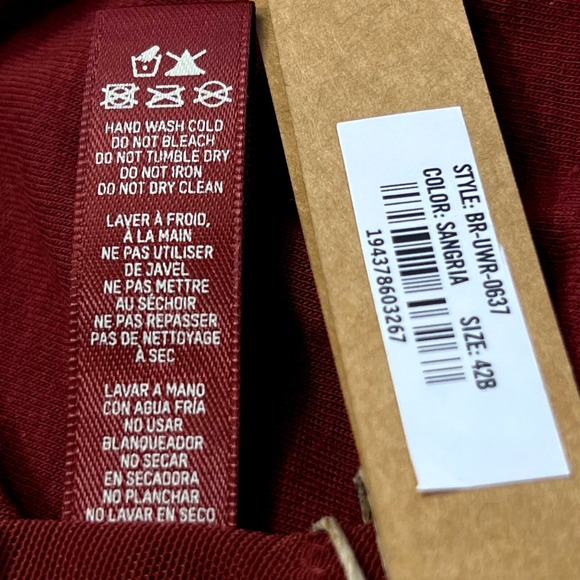 HAND WASH COLD
DO NOT BLEACH
DO NOT TUMBLE DRY
DO NOT IRON
DO NOT DRY CLEAN
LAVER À FROID,
À LA MAIN
NE PAS UTILISER
DE JAVEL
NE PAS METTRE
AU SÉCHOIR
NE PAS REPASSER
PAS DE NETTOYAGE
À SEC
LAVAR A MANO
CON AGUA FRÍA
NO USAR
BLANQUEADOR
NO SECAR
EN SECADORA
NO PLANCHAR
NO LAVAR EN SECO
STYLE: BR-UWR-0637
COLOR: SANGRIA SIZE: 42B
194378603267